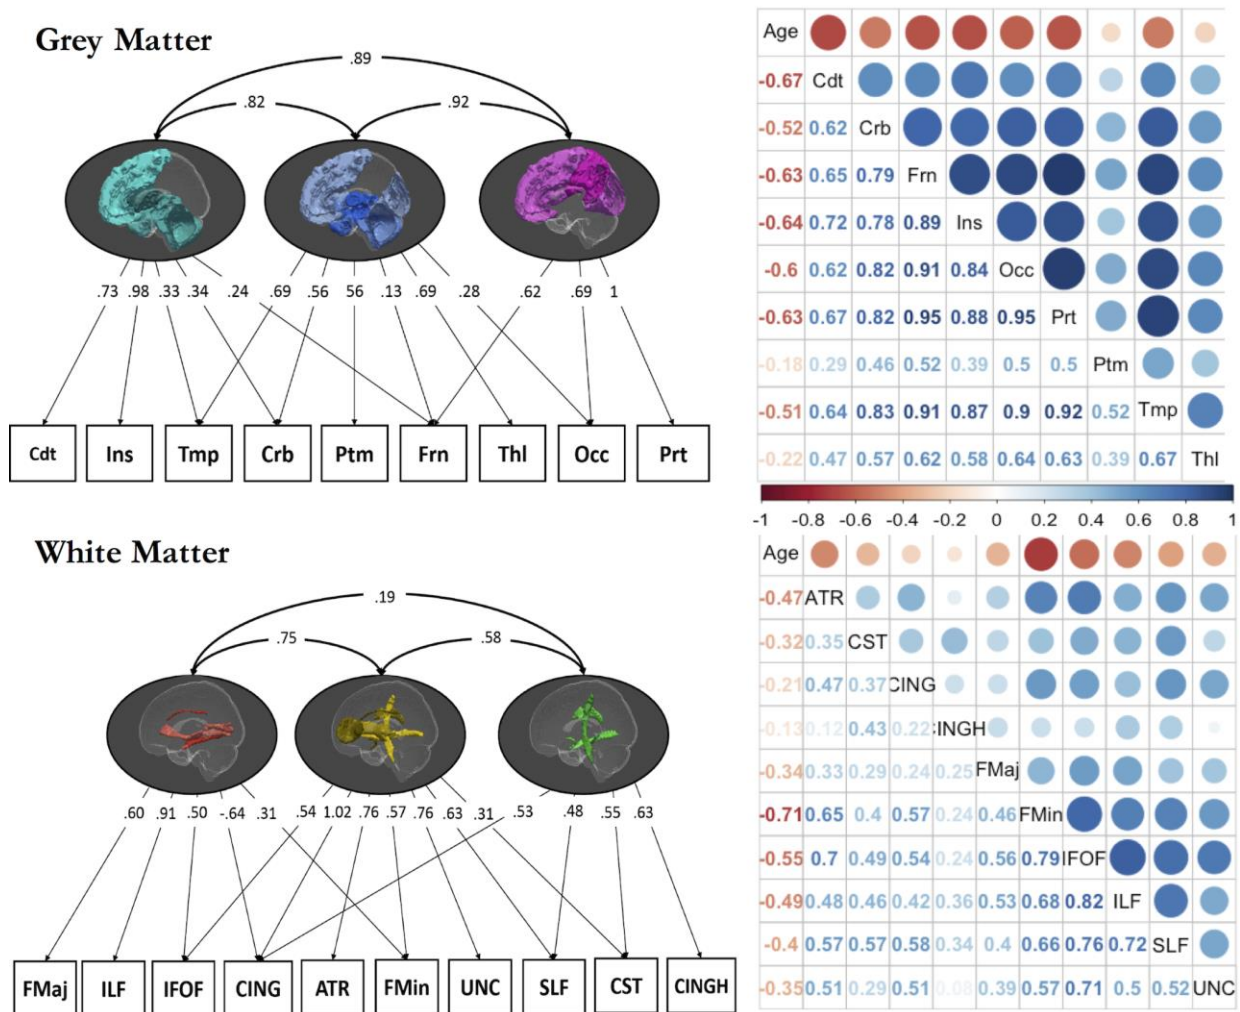 Grey Matter
.89
.82
.92
.73 .98 .33 .34 .24 .69 .56 56 .13 .69 .28 .62 .69 1
Cdt Ins Tmp Crb Ptm Frn Thl Occ Prt
Age
-0.67 Cdt
-0.52 0.62 Crb
-0.63 0.65 0.79 Frn
-0.64 0.72 0.78 0.89 Ins
-0.6 0.62 0.82 0.91 0.84 Occ
-0.63 0.67 0.82 0.95 0.88 0.95 Prt
-0.18 0.29 0.46 0.52 0.39 0.5 0.5 Ptm
-0.51 0.64 0.83 0.91 0.87 0.9 0.92 0.52 Tmp
-0.22 0.47 0.57 0.62 0.58 0.64 0.63 0.39 0.67 Thl
-1 -0.8 -0.6 -0.4 -0.2 0 0.2 0.4 0.6 0.8 1
White Matter
.19
.75
.58
.60 .91 .50 -.64 .31 .54 1.02 .76 .57 .76 .63 .31 .53 .48 .55 .63
FMaj ILF IFOF CING ATR FMin UNC SLF CST CINGH
Age
-0.47 ATR
-0.32 0.35 CST
-0.21 0.47 0.37 CING
-0.13 0.12 0.43 0.22 INGH
-0.34 0.33 0.29 0.24 0.25 FMaj
-0.71 0.65 0.4 0.57 0.24 0.46 FMin
-0.55 0.7 0.49 0.54 0.24 0.56 0.79 IFOF
-0.49 0.48 0.46 0.42 0.36 0.53 0.68 0.82 ILF
-0.4 0.57 0.57 0.58 0.34 0.4 0.66 0.76 0.72 SLF
-0.35 0.51 0.29 0.51 0.08 0.39 0.57 0.71 0.5 0.52 UNC